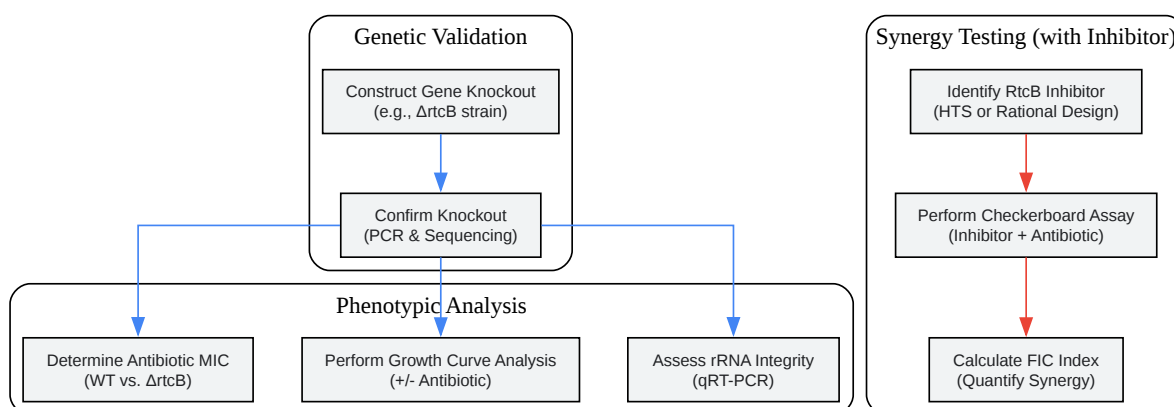 Genetic Validation
Construct Gene Knockout
(e.g., ΔrtcB strain)
Confirm Knockout
(PCR & Sequencing)
Phenotypic Analysis
Determine Antibiotic MIC
(WT vs. ΔrtcB)
Perform Growth Curve Analysis
(+/- Antibiotic)
Assess rRNA Integrity
(qRT-PCR)
Synergy Testing (with Inhibitor)
Identify RtcB Inhibitor
(HTS or Rational Design)
Perform Checkerboard Assay
(Inhibitor + Antibiotic)
Calculate FIC Index
(Quantify Synergy)